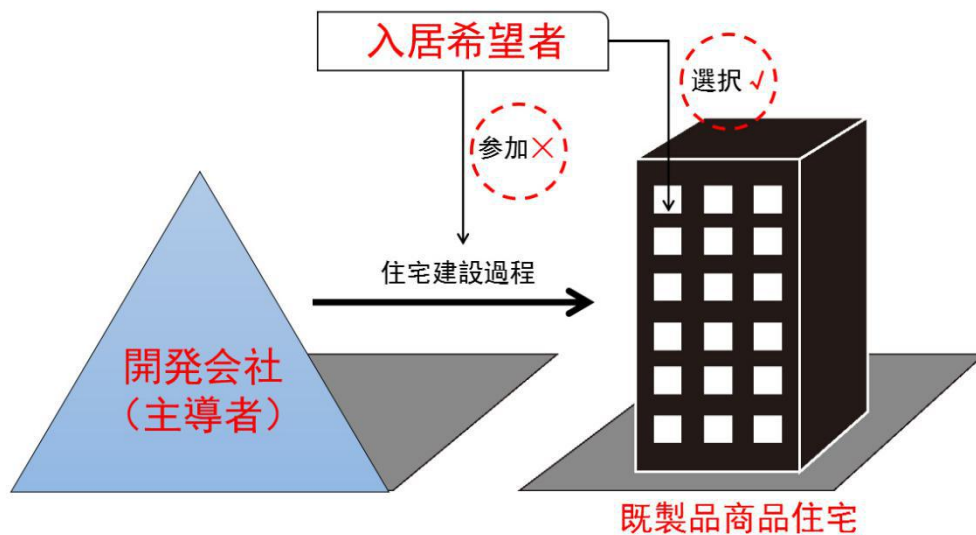 入居希望者
選択 √
参加×
住宅建設過程
開発会社
（主導者）
既製品商品住宅